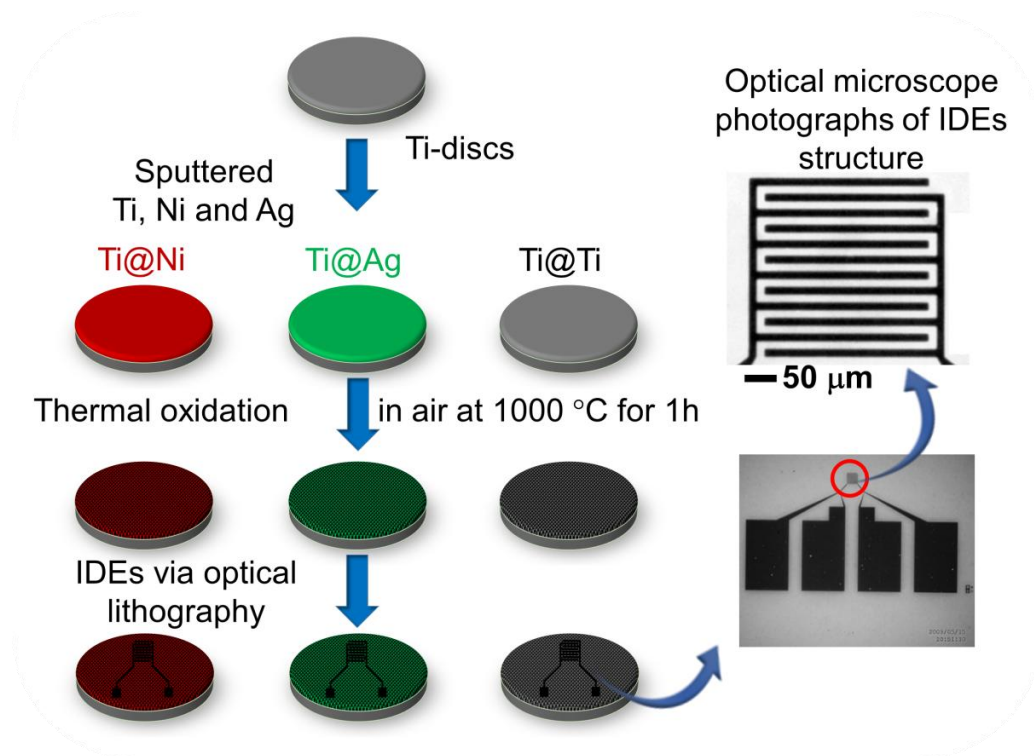 Ti-discs
Sputtered
Ti, Ni and Ag
Ti@Ni
Ti@Ag
Ti@Ti
Thermal oxidation
in air at 1000 °C for 1h
IDEs via optical
lithography
Optical microscope
photographs of IDEs
structure
50 μm